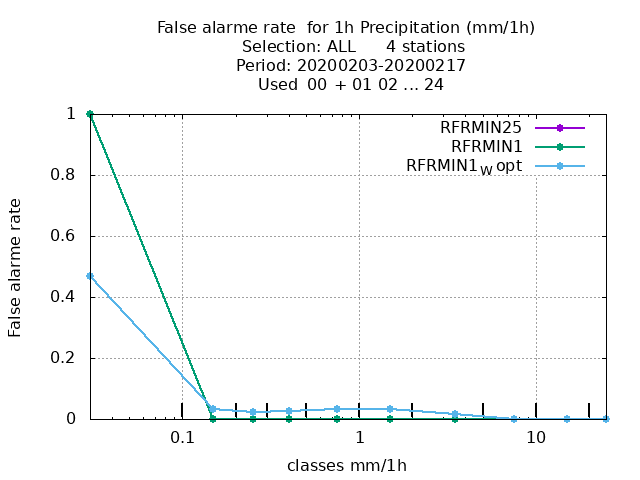 False alarme rate  for 1h Precipitation (mm/1h)
Selection: ALL      4 stations
Period: 20200203-20200217
Used  00  + 01 02 ... 24
RFRMIN25
RFRMIN1
RFRMIN1W opt
1
0.8
0.6
0.4
0.2
0
False alarme rate
0.1
1
10
classes mm/1h